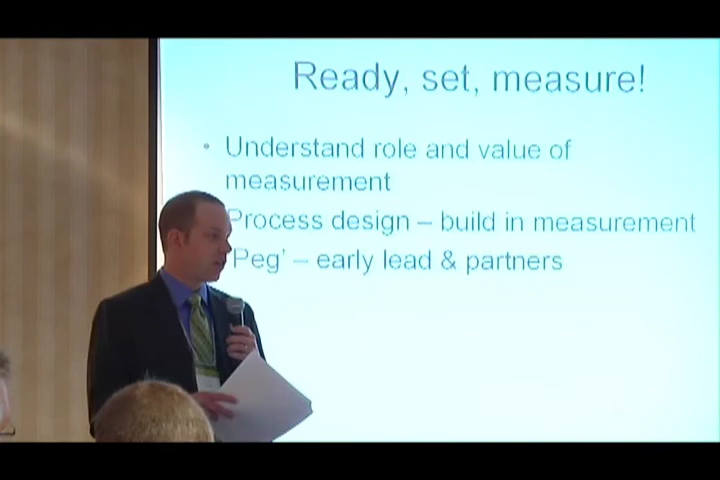 Ready, set, measure!
• Understand role and value of
measurement
Process design – build in measurement
Peg’ – early lead & partners